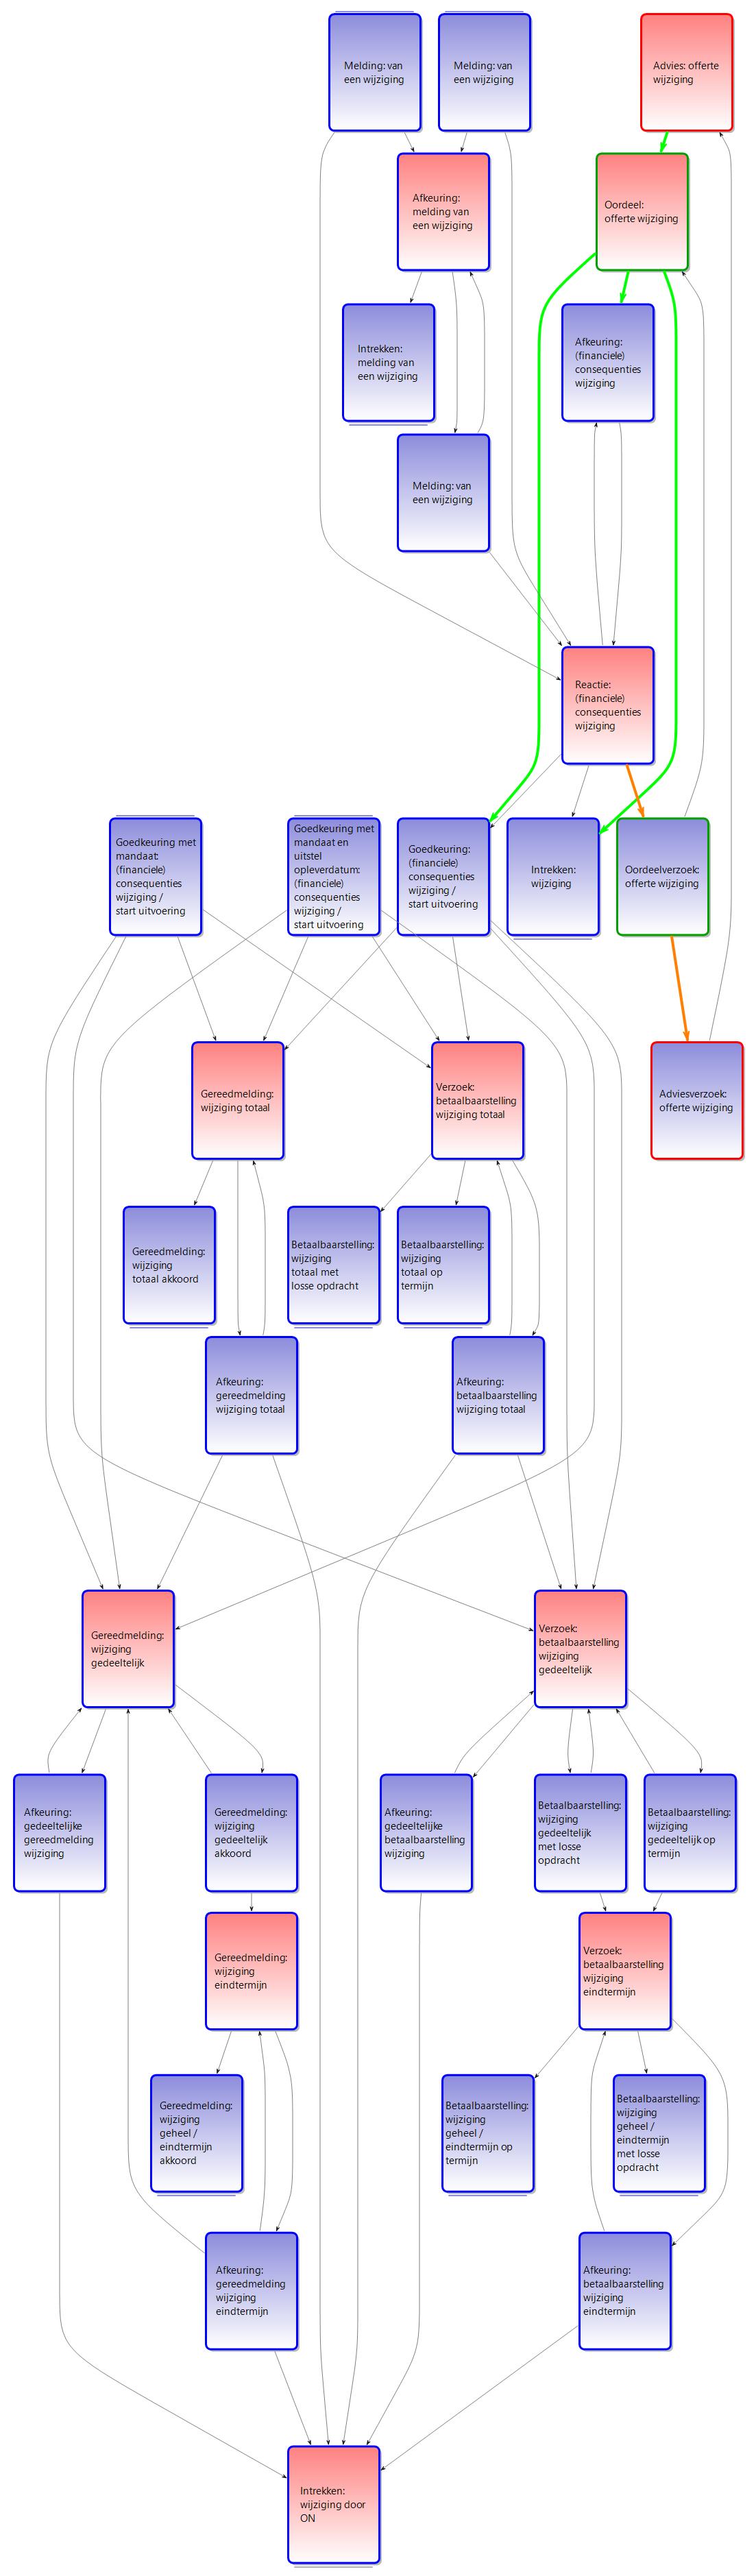 Melding: van
een wijziging
Melding: van
een wijziging
Advies: offerte
wijziging
Afkeuring:
melding van
een wijziging
Oordeel:
offerte wijziging
Intrekken:
melding van
een wijziging
Afkeuring:
(financiele)
consequenties
wijziging
Melding: van
een wijziging
Reactie:
(financiele)
consequenties
wijziging
Goedkeuring met
mandaat:
(financiele)
consequenties
wijziging /
start uitvoering
Goedkeuring met
mandaat en
uitstel
opleverdatum:
(financiele)
consequenties
wijziging /
start uitvoering
Goedkeuring:
(financiele)
consequenties
wijziging /
start uitvoering
Intrekken:
wijziging
Oordeelverzoek:
offerte wijziging
Gereedmelding:
wijziging totaal
Verzoek:
betaalbaarstelling
wijziging totaal
Adviesverzoek:
offerte wijziging
Gereedmelding:
wijziging
totaal akkoord
Betaalbaarstelling:
wijziging
totaal met
losse opdracht
Betaalbaarstelling:
wijziging
totaal op
termijn
Afkeuring:
gereedmelding
wijziging totaal
Afkeuring:
betaalbaarstelling
wijziging totaal
Gereedmelding:
wijziging
gedeeltelijk
Verzoek:
betaalbaarstelling
wijziging
gedeeltelijk
Afkeuring:
gedeeltelijke
gereedmelding
wijziging
Gereedmelding:
wijziging
gedeeltelijk
akkoord
Afkeuring:
gedeeltelijke
betaalbaarstelling
wijziging
Betaalbaarstelling:
wijziging
gedeeltelijk
met losse
opdracht
Betaalbaarstelling:
wijziging
gedeeltelijk op
termijn
Gereedmelding:
wijziging
eindtermijn
Verzoek:
betaalbaarstelling
wijziging
eindtermijn
Gereedmelding:
wijziging
geheel /
eindtermijn
akkoord
Betaalbaarstelling:
wijziging
geheel /
eindtermijn op
termijn
Betaalbaarstelling:
wijziging
geheel /
eindtermijn
met losse
opdracht
Afkeuring:
gereedmelding
wijziging
eindtermijn
Afkeuring:
betaalbaarstelling
wijziging
eindtermijn
Intrekken:
wijziging door
ON